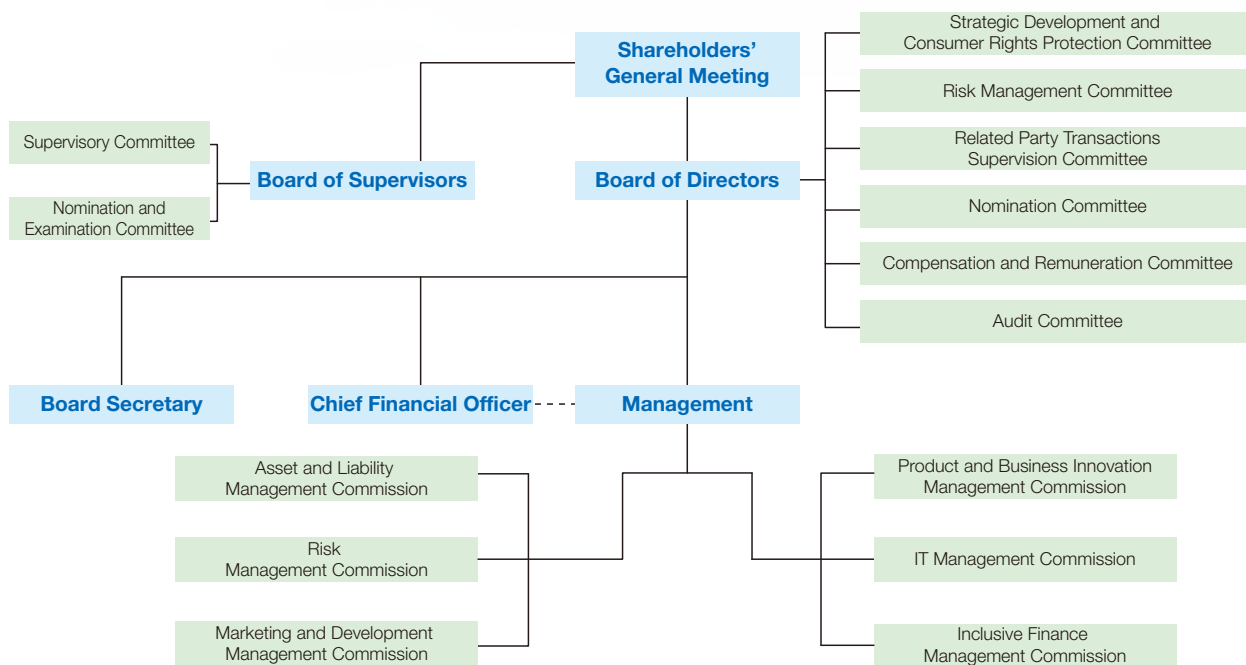 Shareholders'
General Meeting
Strategic Development and
Consumer Rights Protection Committee
Risk Management Committee
Related Party Transactions
Supervision Committee
Nomination Committee
Compensation and Remuneration Committee
Audit Committee
Supervisory Committee
Nomination and
Examination Committee
Board of Supervisors
Board of Directors
Board Secretary
Chief Financial Officer
Management
Asset and Liability
Management Commission
Risk
Management Commission
Marketing and Development
Management Commission
Product and Business Innovation
Management Commission
IT Management Commission
Inclusive Finance
Management Commission